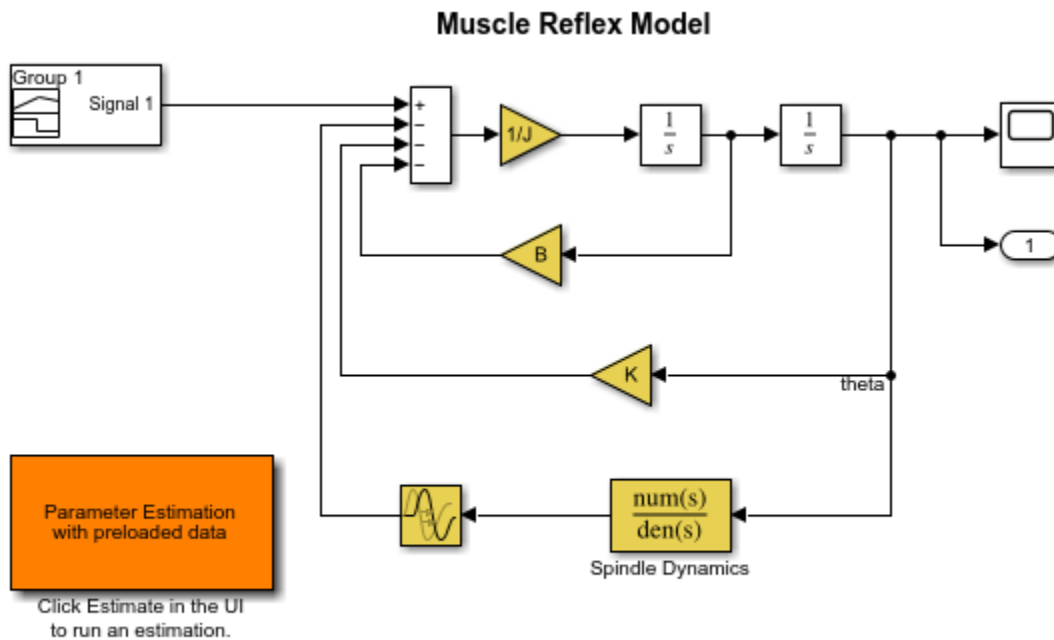 Muscle Reflex Model
Group 1
Signal 1
+
−
−
−
1/J
1
s
1
s
1
B
K
theta
num(s)
den(s)
Spindle Dynamics
Parameter Estimation
with preloaded data
Click Estimate in the UI
to run an estimation.